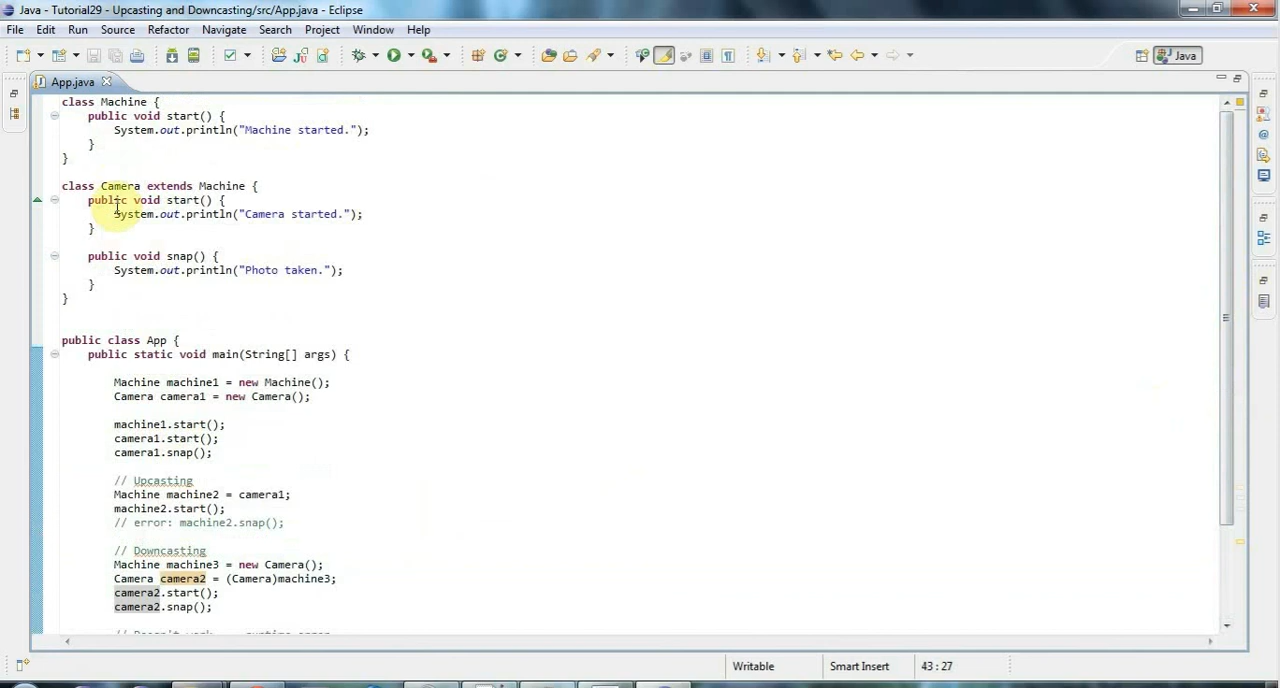 Java - Tutorial29 - Upcasting and Downcasting/src/App.java - Eclipse
File Edit Run Source Refactor Navigate Search Project Window Help
Java
App.java
class Machine {
public void start() {
System.out.println("Machine started.");
}
}
class Camera extends Machine {
public void start() {
System.out.println("Camera started.");
}
public void snap() {
System.out.println("Photo taken.");
}
}
public class App {
public static void main(String[] args) {
Machine machine1 = new Machine();
Camera camera1 = new Camera();
machine1.start();
camera1.start();
camera1.snap();
// Upcasting
Machine machine2 = camera1;
machine2.start();
// error: machine2.snap();
// Downcasting
Machine machine3 = new Camera();
Camera camera2 = (Camera)machine3;
camera2.start();
camera2.snap();
Writable Smart Insert 43 : 27